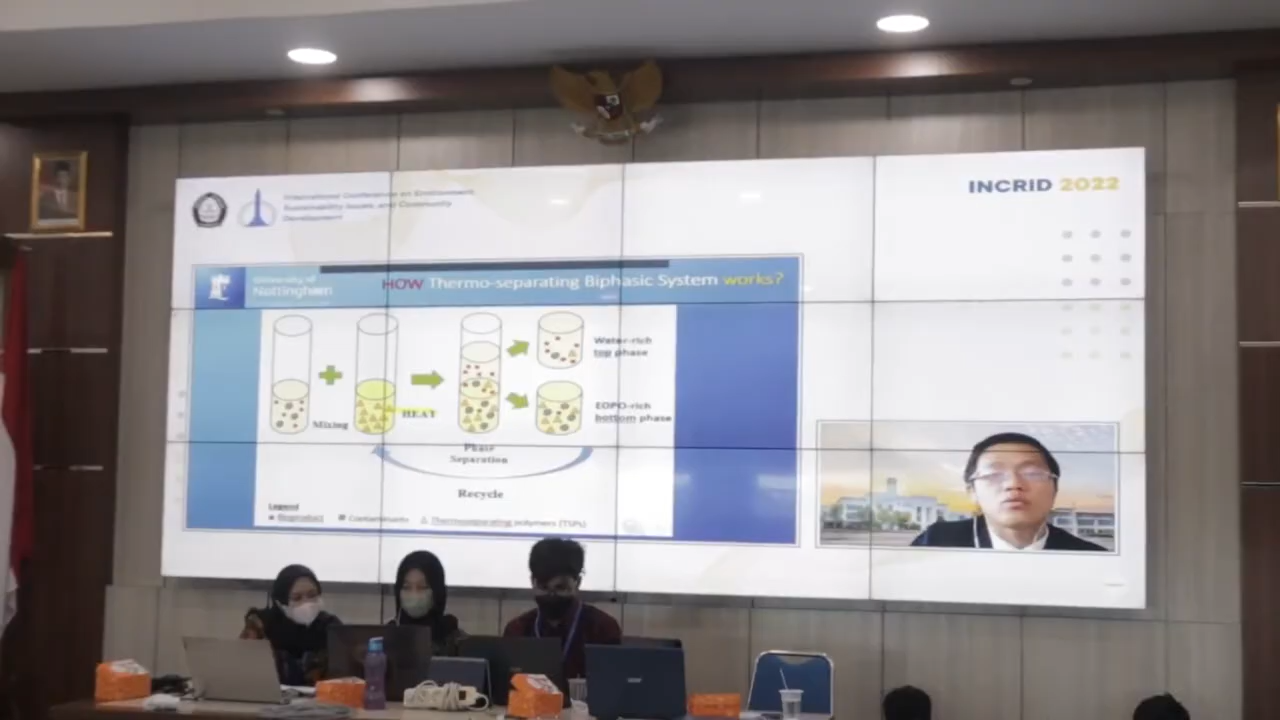 International Conference on Environment,
Sustainability Issues, and Community
Development
INCRID 2022
University of
Nottingham
HOW Thermo-separating Biphasic System works?
Water-rich
top phase
Mixing
HEAT
EOPO-rich
bottom phase
Phase
Separation
Recycle
Legend
Bioproduct
Contaminants
Thermoseparating polymers (TSPs)
acer